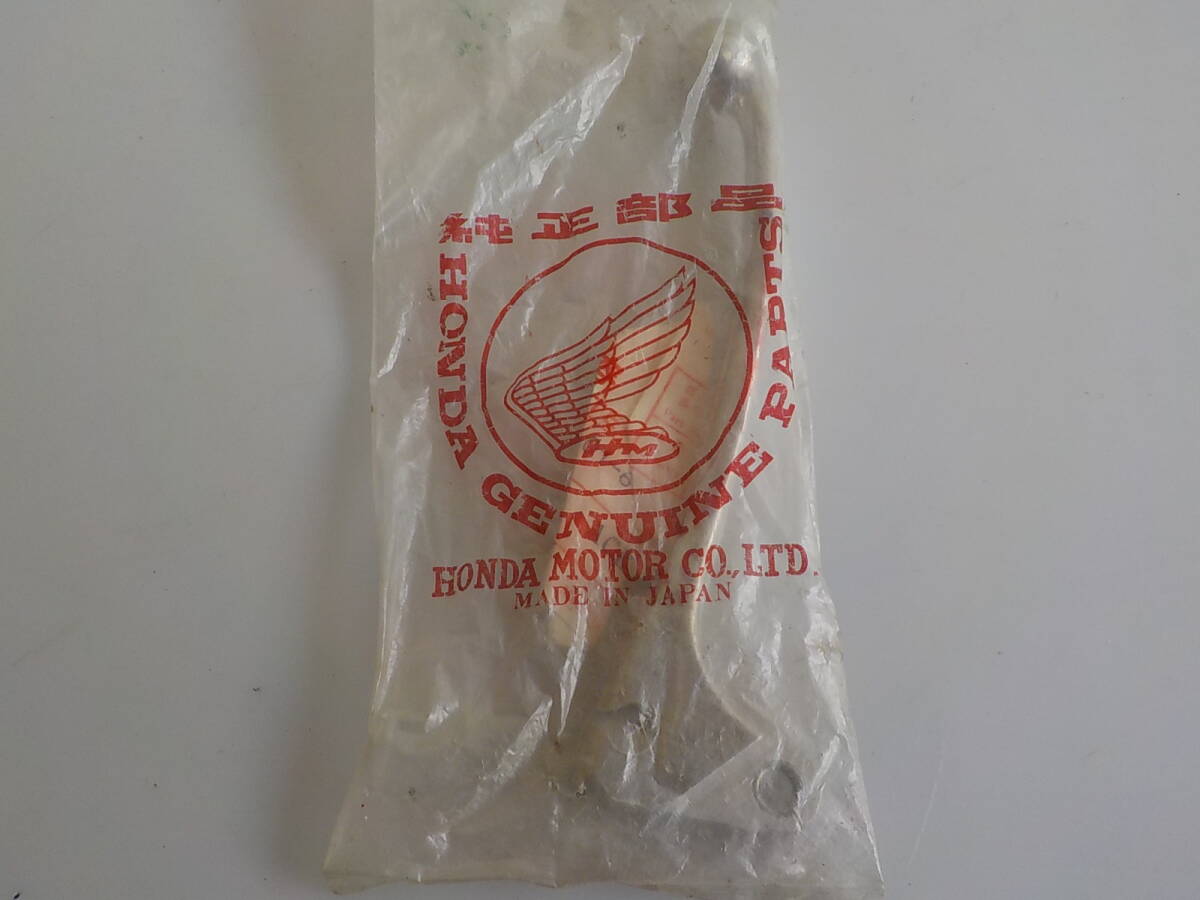 純正部品
HONDA GENUINE PARTS
HM
HONDA MOTOR CO., LTD.
MADE IN JAPAN